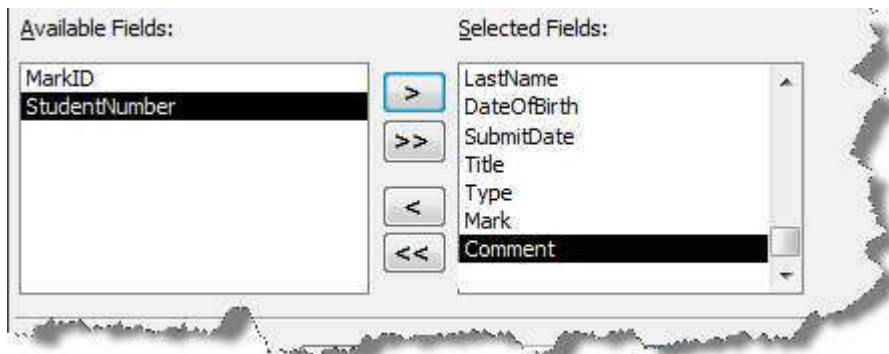 Available Fields:
MarkID
StudentNumber
>
>>
<
<<
Selected Fields:
LastName
DateOfBirth
SubmitDate
Title
Type
Mark
Comment